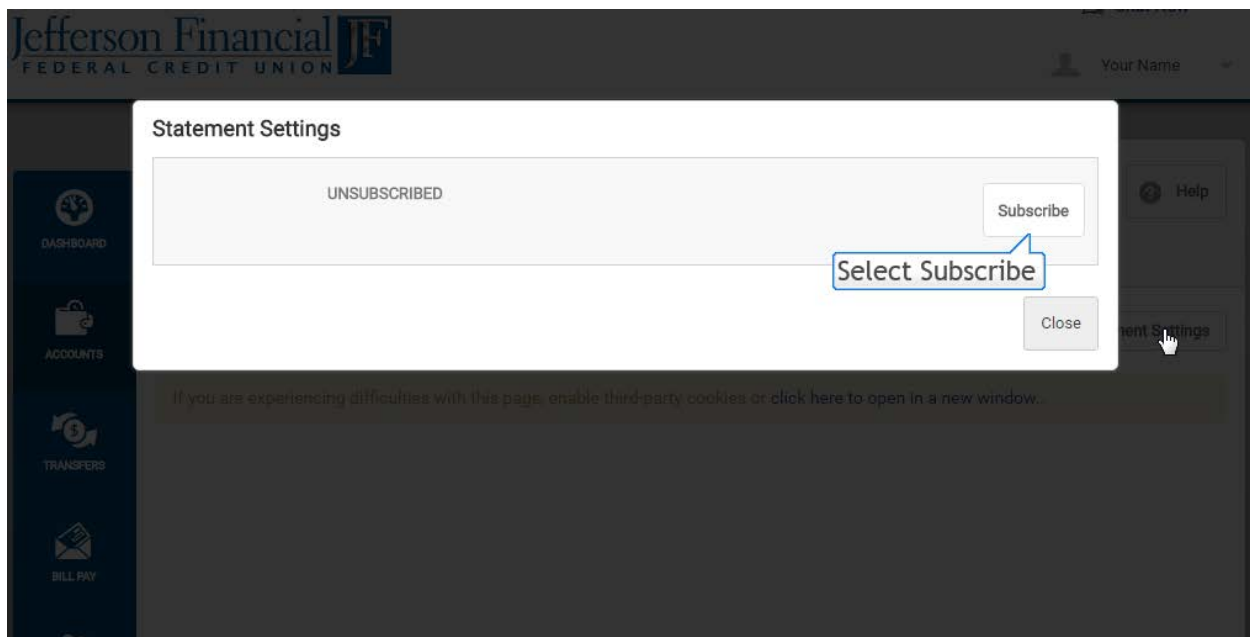 Jefferson Financial JF
FEDERAL CREDIT UNION
Your Name
Statement Settings
UNSUBSCRIBED
Subscribe
Select Subscribe
Close
Help
DASHBOARD
ACCOUNTS
TRANSFERS
BILL PAY
Settings
If you are experiencing difficulties with this page, enable third-party cookies or click here to open in a new window.